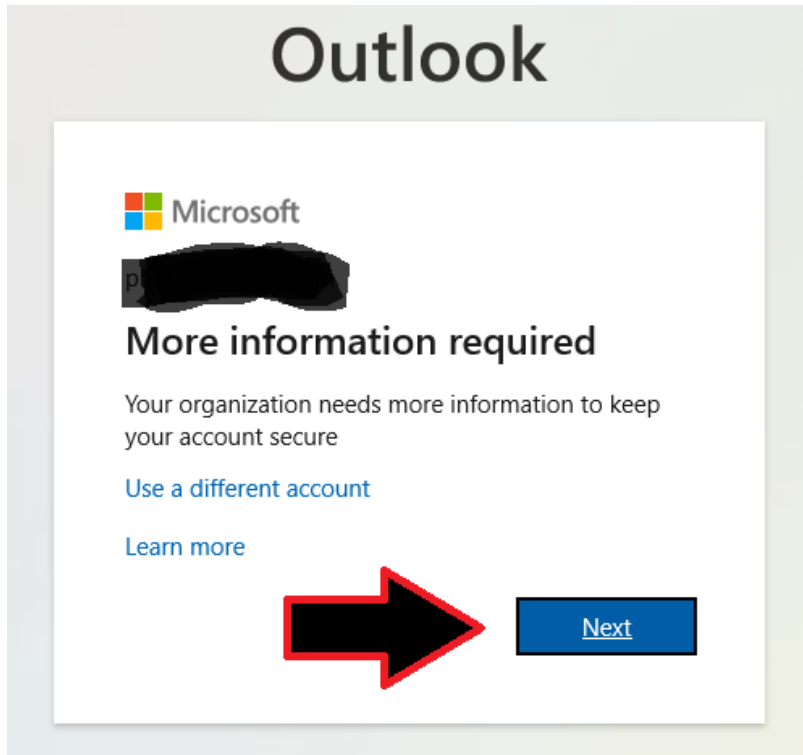 Outlook
Microsoft
More information required
Your organization needs more information to keep
your account secure
Use a different account
Learn more
Next